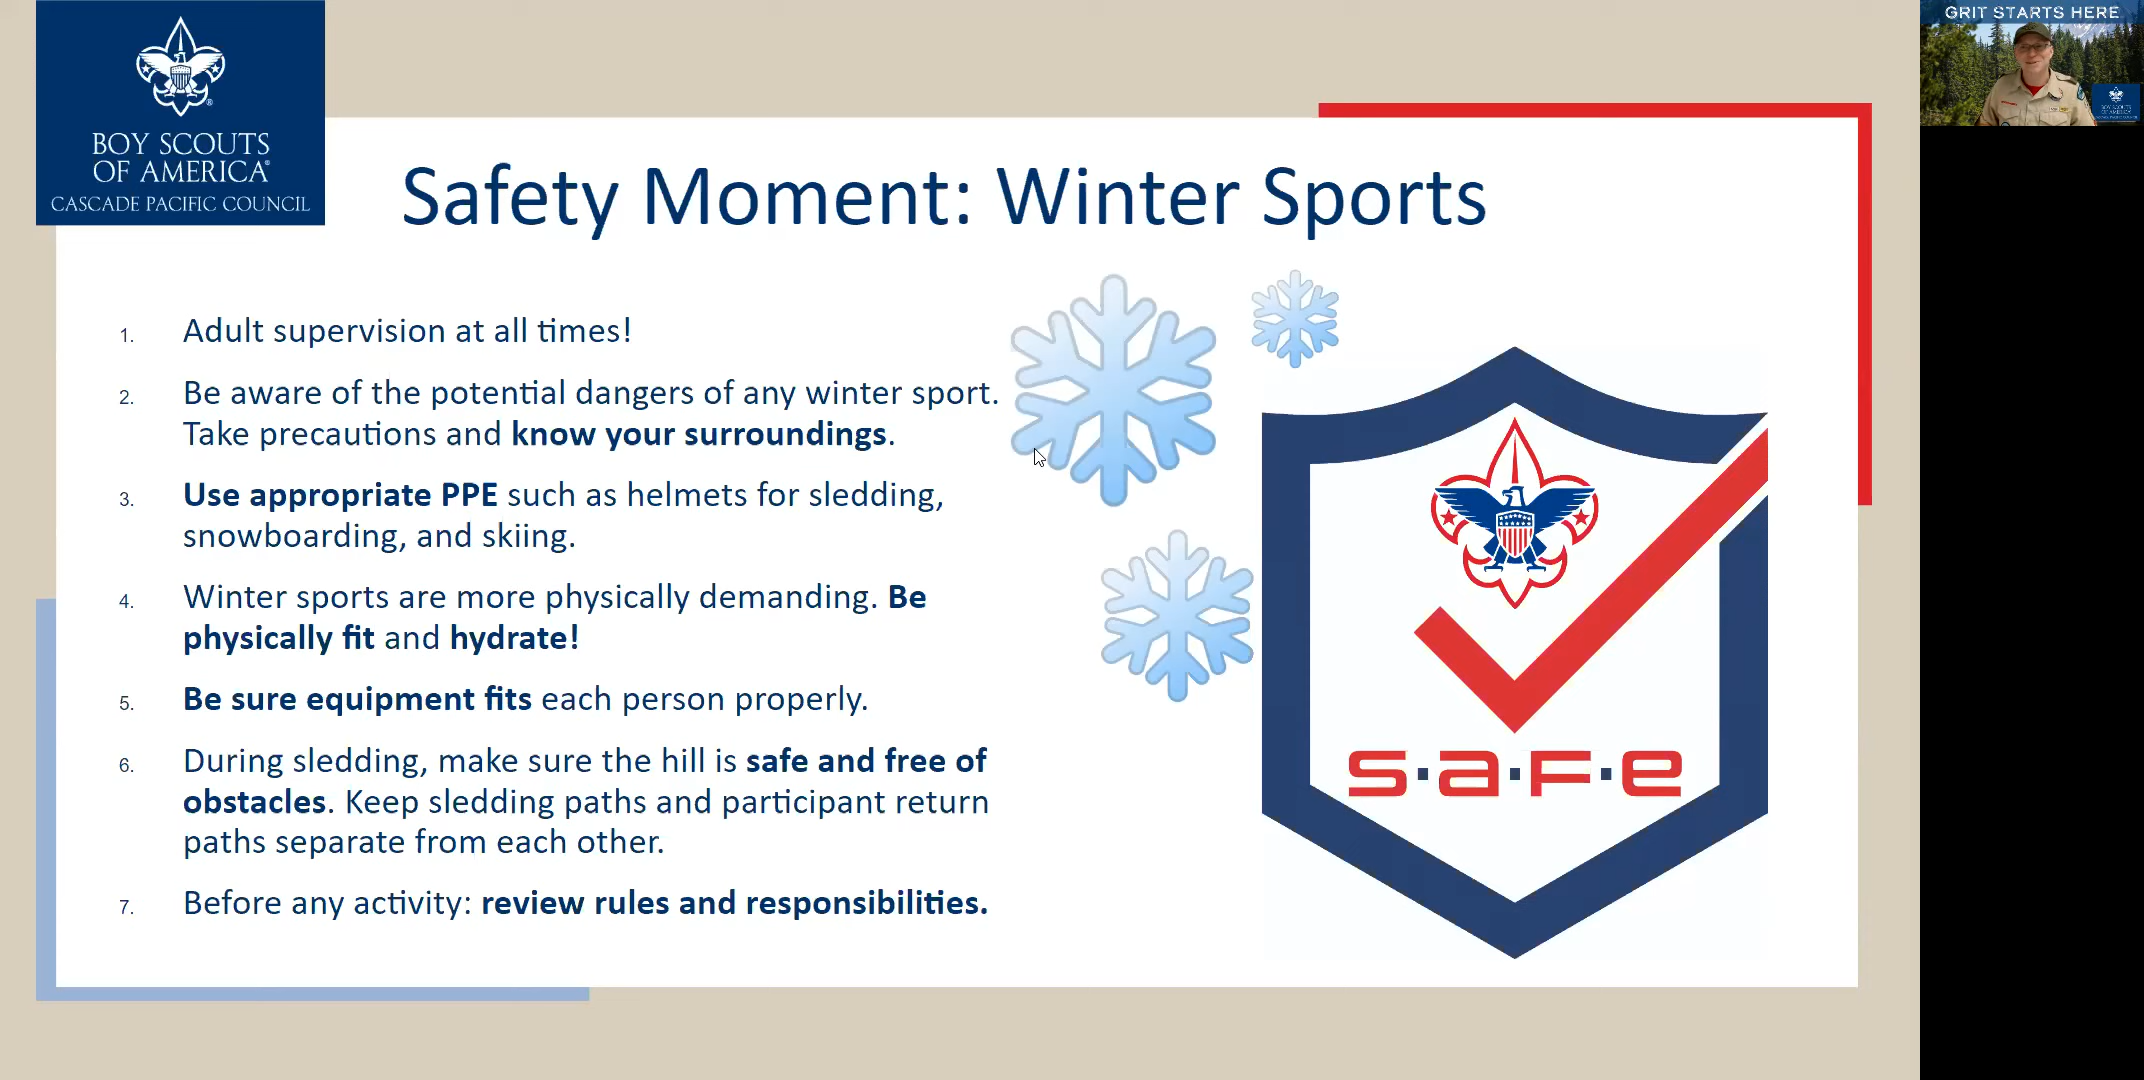 GRIT STARTS HERE
BOY SCOUTS
OF AMERICA®
CASCADE PACIFIC COUNCIL
Safety Moment: Winter Sports
1. Adult supervision at all times!
2. Be aware of the potential dangers of any winter sport.
Take precautions and know your surroundings.
3. Use appropriate PPE such as helmets for sledding,
snowboarding, and skiing.
4. Winter sports are more physically demanding. Be
physically fit and hydrate!
5. Be sure equipment fits each person properly.
6. During sledding, make sure the hill is safe and free of
obstacles. Keep sledding paths and participant return
paths separate from each other.
7. Before any activity: review rules and responsibilities.
s·a·F·e